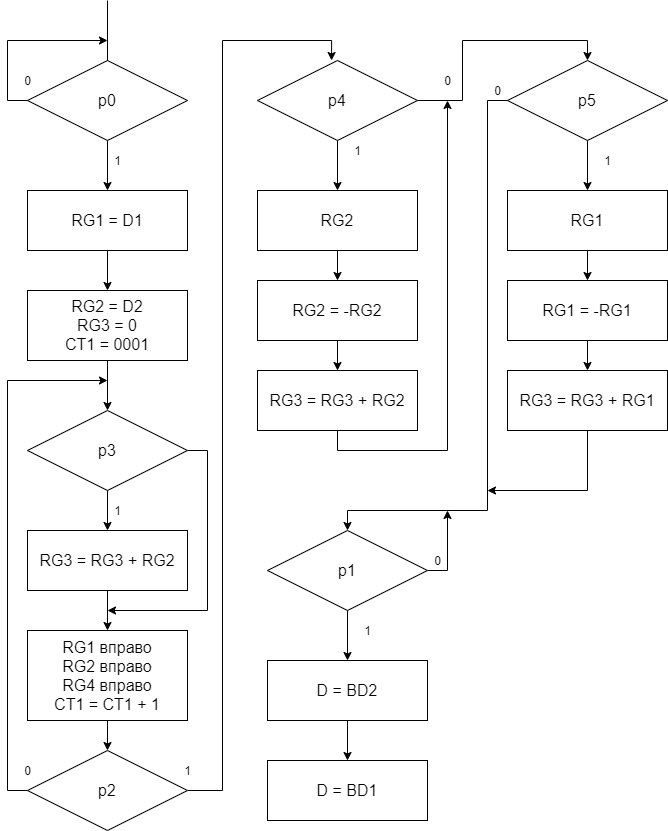 0
p0
1
RG1 = D1
RG2 = D2
RG3 = 0
CT1 = 0001
p3
1
RG3 = RG3 + RG2
RG1 вправо
RG2 вправо
RG4 вправо
CT1 = CT1 + 1
0
p2
1
p4
0
1
RG2
RG2 = -RG2
RG3 = RG3 + RG2
0
p5
1
RG1
RG1 = -RG1
RG3 = RG3 + RG1
p1
0
1
D = BD2
D = BD1